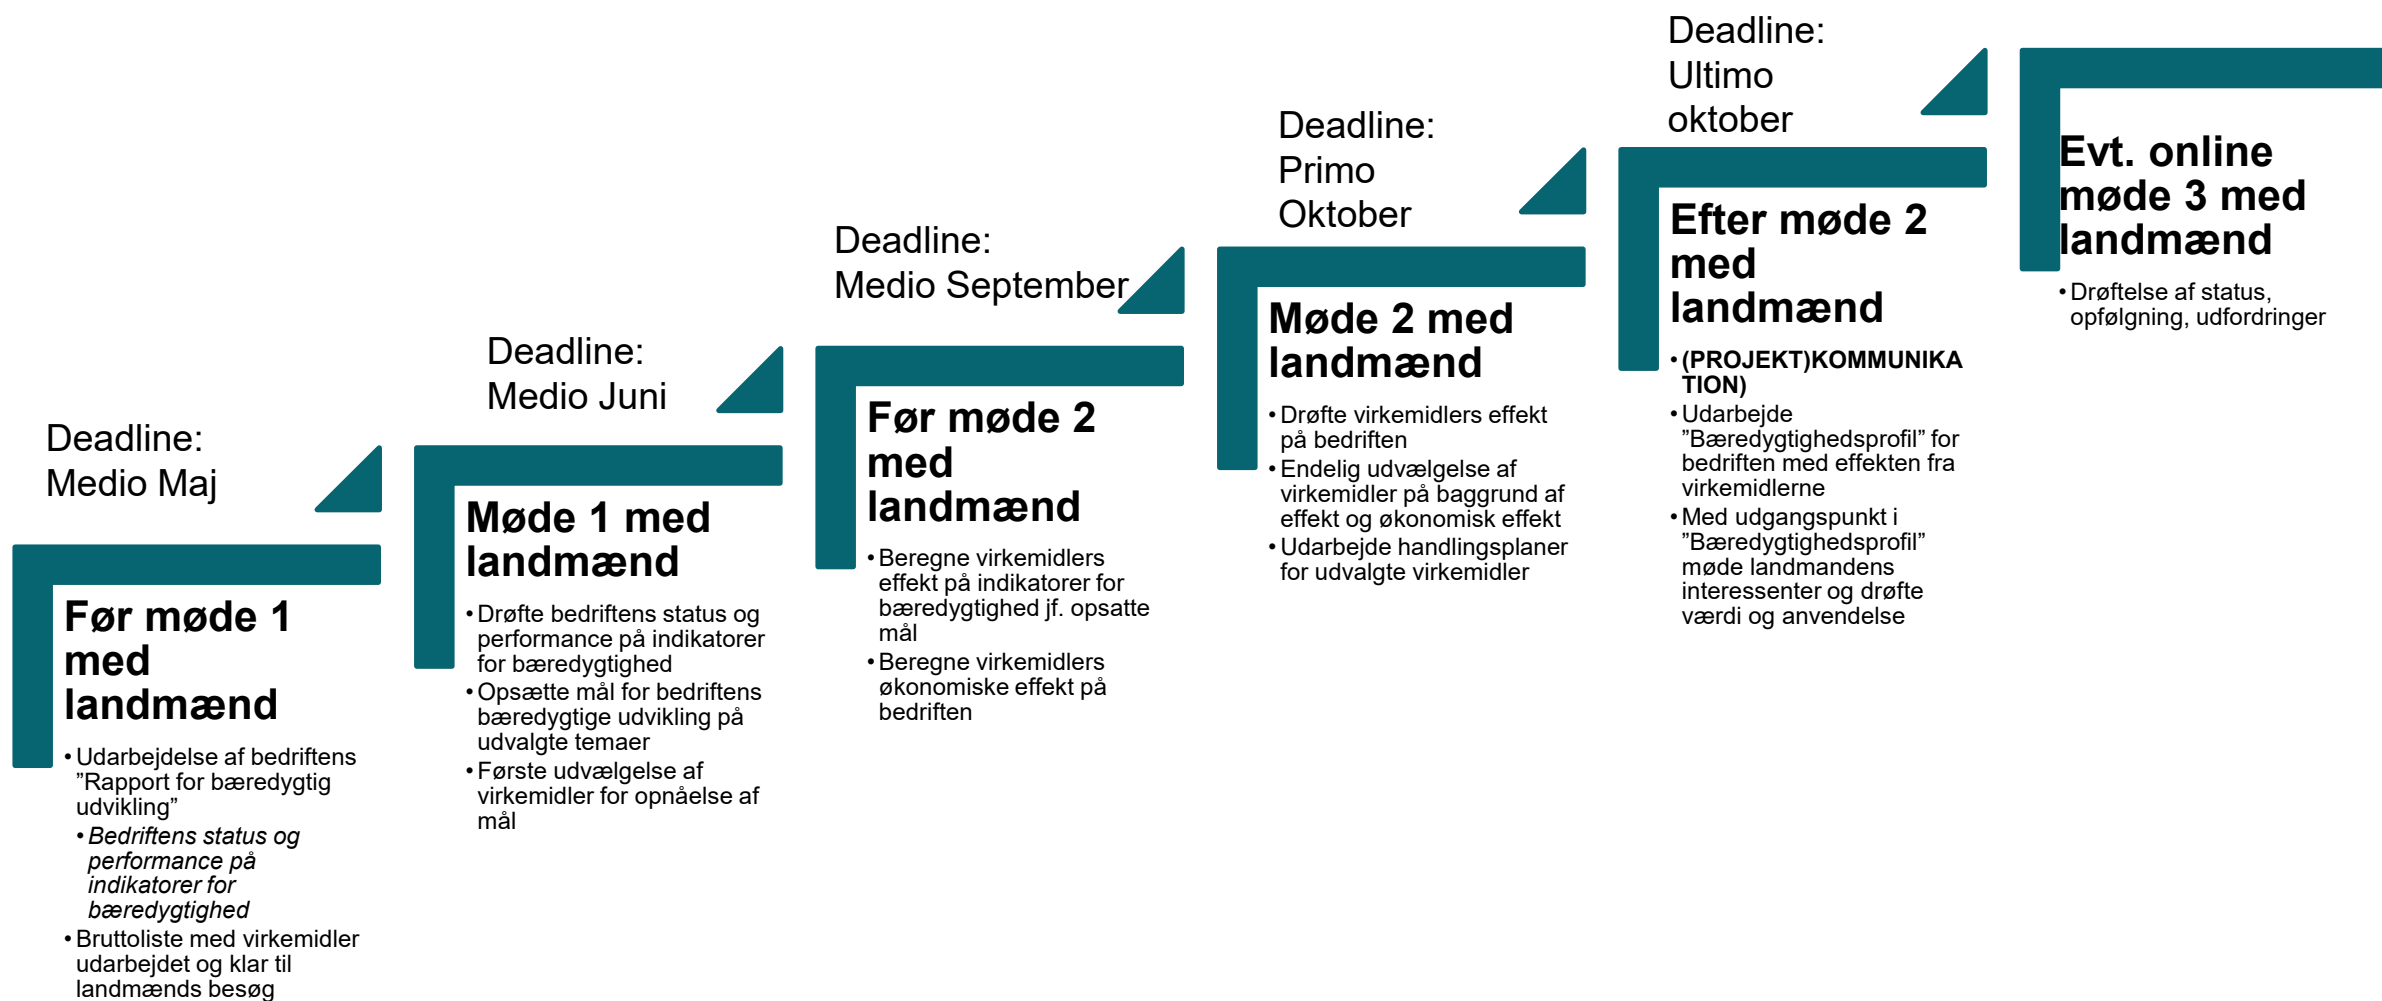 Deadline:
Medio Maj
Før møde 1
med
landmænd
• Udarbejdelse af bedriftens
”Rapport for bæredygtig
udvikling”
• Bedriftens status og
performance på
indikatorer for
bæredygtighed
• Bruttoliste med virkemidler
udarbejdet og klar til
landmænds besøg
Deadline:
Medio Juni
Møde 1 med
landmænd
• Drøfte bedriftens status og
performance på indikatorer
for bæredygtighed
• Opsætte mål for bedriftens
bæredygtige udvikling på
udvalgte temaer
• Første udvælgelse af
virkemidler for opnåelse af
mål
Deadline:
Medio September
Før møde 2
med
landmænd
• Beregne virkemidlers
effekt på indikatorer for
bæredygtighed jf. opsatte
mål
• Beregne virkemidlers
økonomiske effekt på
bedriften
Deadline:
Primo
Oktober
Møde 2 med
landmænd
• Drøfte virkemidlers effekt
på bedriften
• Endelig udvælgelse af
virkemidler på baggrund af
effekt og økonomisk effekt
• Udarbejde handlingsplaner
for udvalgte virkemidler
Deadline:
Ultimo
oktober
Efter møde 2
med
landmænd
• (PROJEKT)KOMMUNIKA
TION)
• Udarbejde
”Bæredygtighedsprofil” for
bedriften med effekten fra
virkemidlerne
• Med udgangspunkt i
”Bæredygtighedsprofil”
møde landmandens
interessenter og drøfte
værdi og anvendelse
Evt. online
møde 3 med
landmænd
• Drøftelse af status,
opfølgning, udfordringer